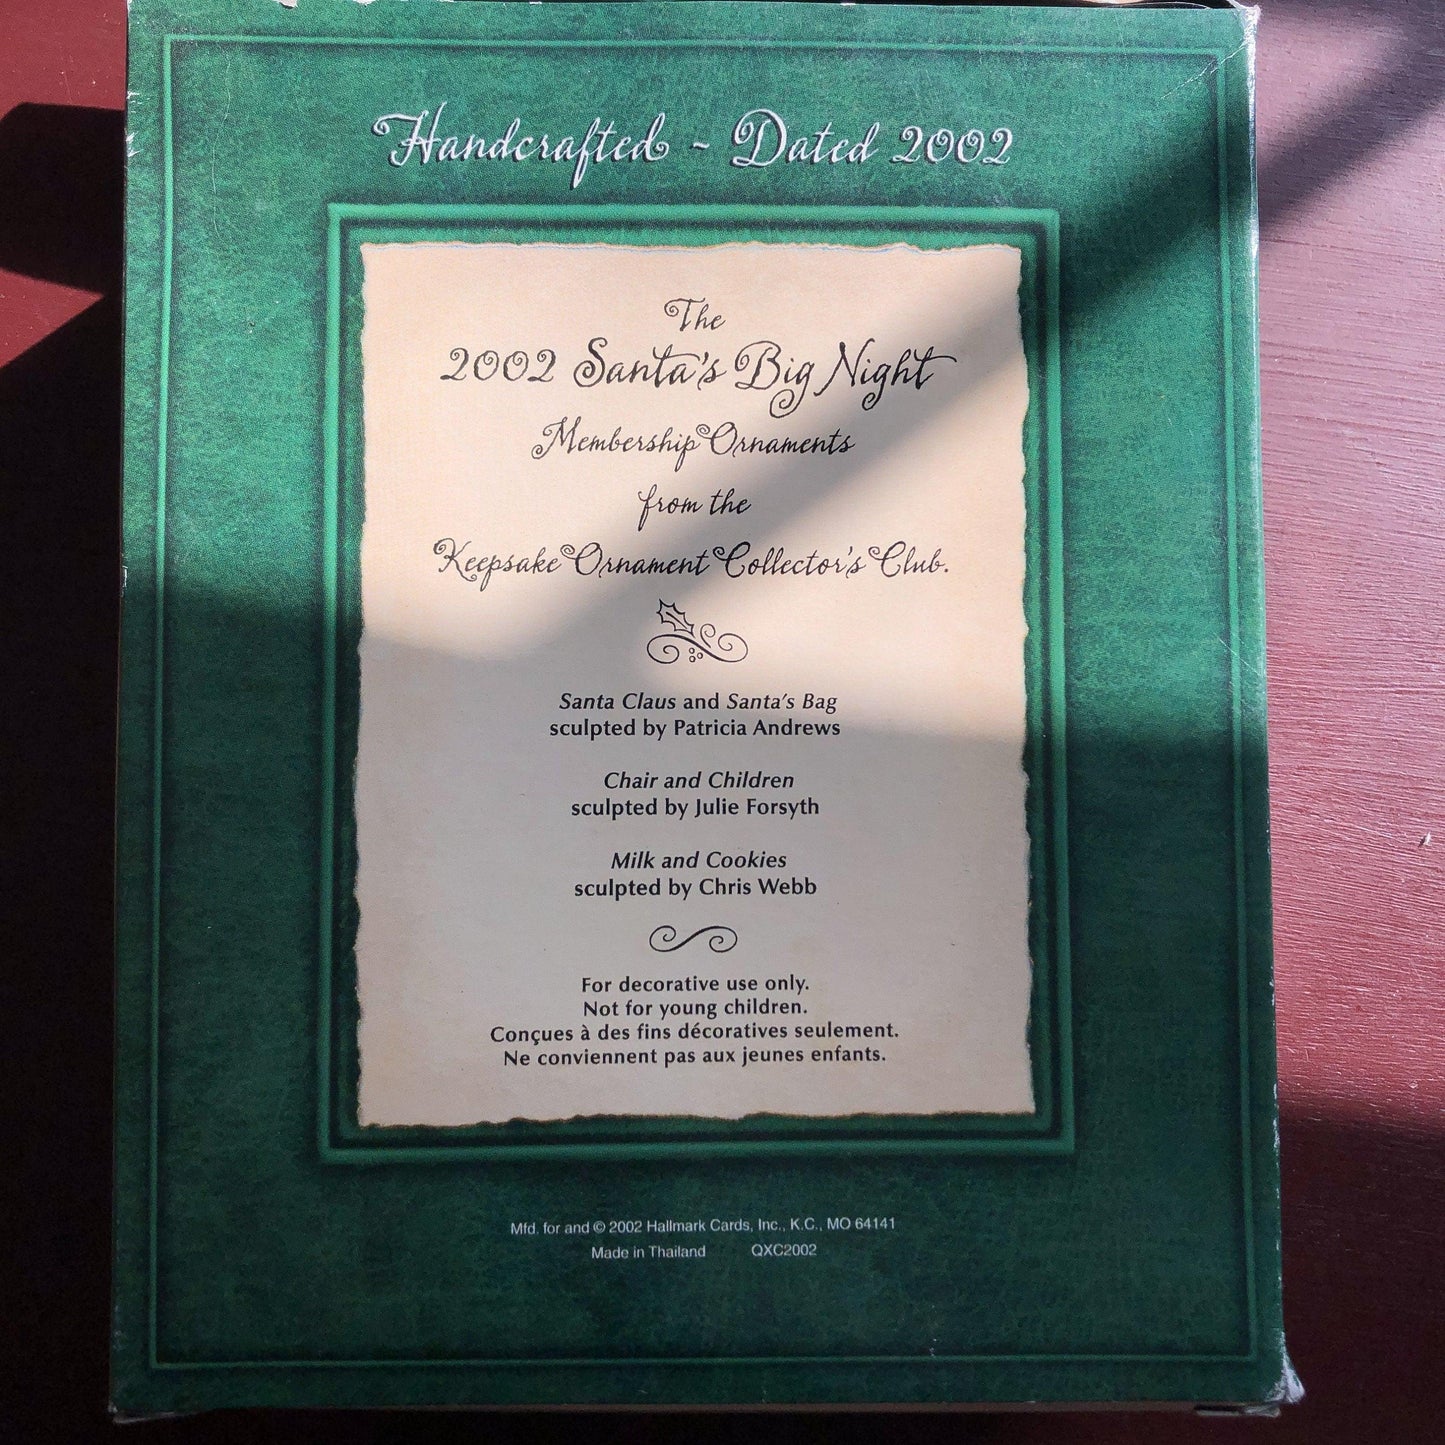 Handcrafted ~ Dated 2002
The
2002 Santa's Big Night
Membership Ornaments
from the
Keepsake Ornament Collector's Club.
Santa Claus and Santa's Bag
sculpted by Patricia Andrews
Chair and Children
sculpted by Julie Forsyth
Milk and Cookies
sculpted by Chris Webb
For decorative use only.
Not for young children.
Conçues à des fins décoratives seulement.
Ne conviennent pas aux jeunes enfants.
Mfd. for and © 2002 Hallmark Cards, Inc., K.C., MO 64141
Made in Thailand QXC2002